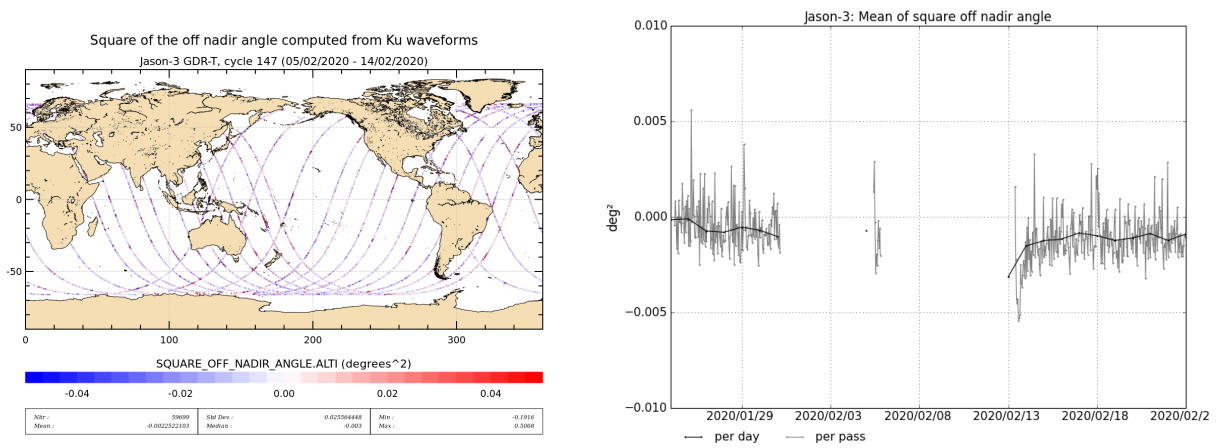 Square of the off nadir angle computed from Ku waveforms
Jason-3 GDR-T, cycle 147 (05/02/2020 - 14/02/2020)
50
0
-50
0
100
200
300
SQUARE_OFF_NADIR_ANGLE.ALTI (degrees^2)
-0.04
-0.02
0.00
0.02
0.04
Nbr : 59699
Mean : -0.0022522103
Std Dev : 0.025564448
Median : -0.003
Min : -0.1916
Max : 0.5068
Jason-3: Mean of square off nadir angle
0.010
0.005
0.000
−0.005
−0.010
deg²
2020/01/29
2020/02/03
2020/02/08
2020/02/13
2020/02/18
2020/02/2
per day
per pass